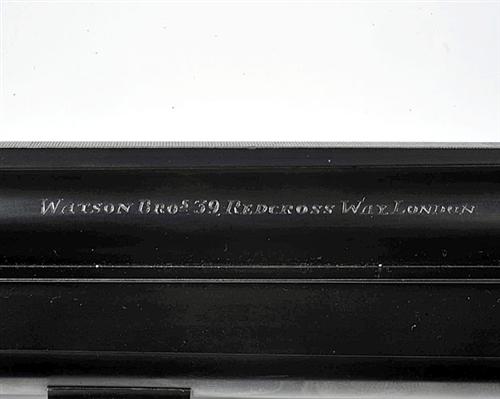 WATSON BROS. 39, REDCROSS WAY, LONDON